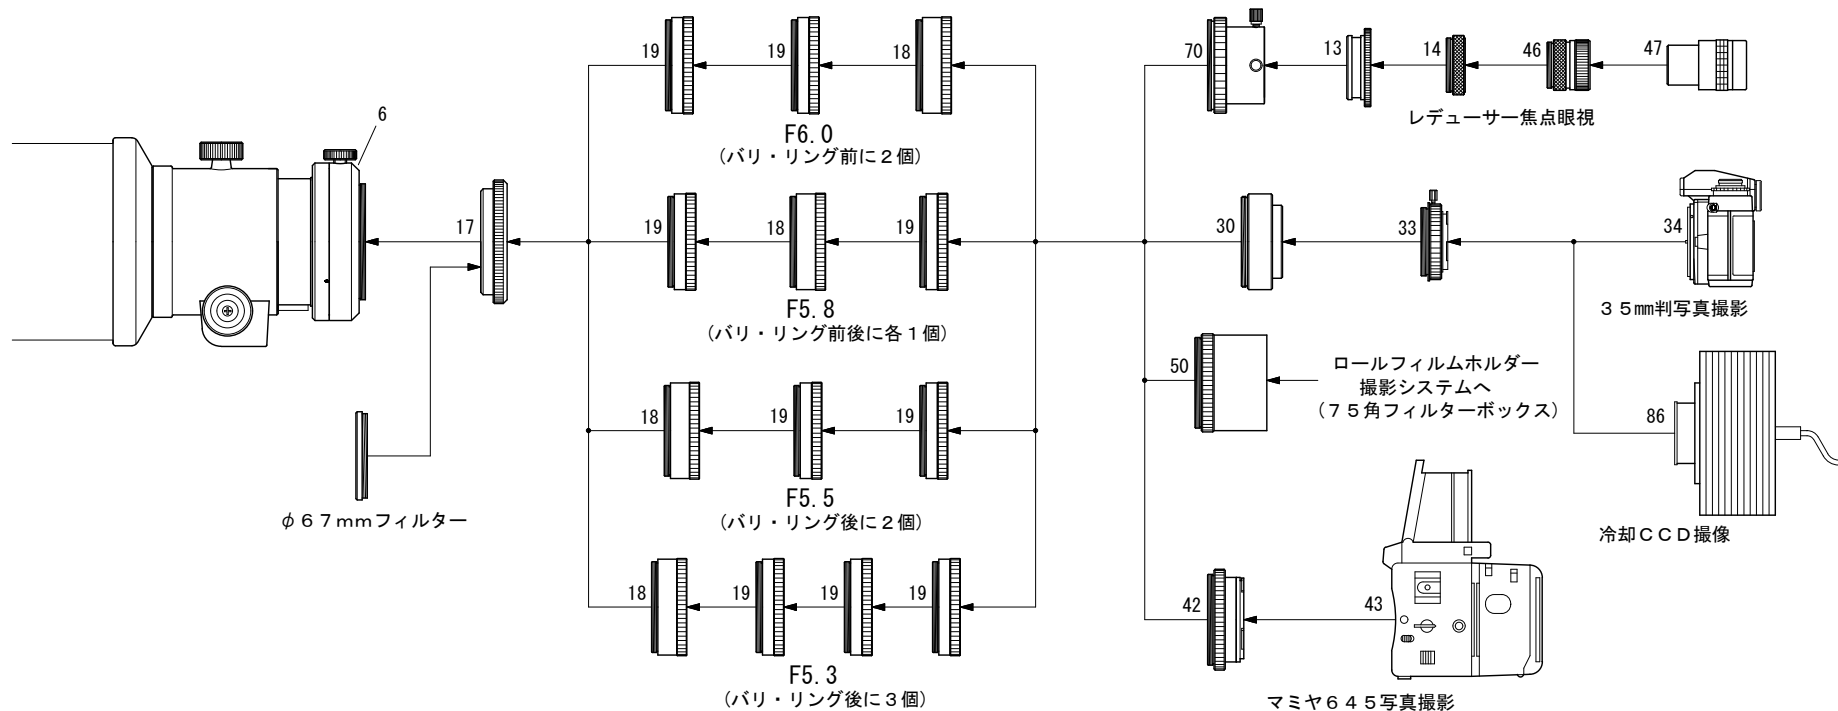 19
19
18
F6.0
(バリ・リング前に2個)
70
13
14
46
47
レデューサー焦点眼視
6
17
19
18
19
F5.8
(バリ・リング前後に各1個)
30
33
34
35㎜判写真撮影
18
19
19
F5.5
(バリ・リング後に2個)
50
ロールフィルムホルダー
撮影システムへ
(75角フィルターボックス)
86
冷却CCD撮像
φ67mmフィルター
18
19
19
19
F5.3
(バリ・リング後に3個)
42
43
マミヤ645写真撮影